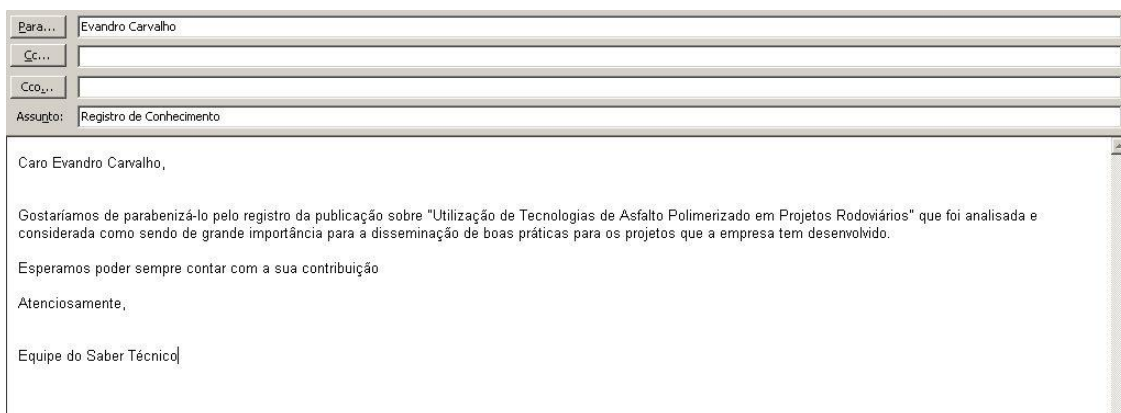 Para... Evandro Carvalho
Cc...
Cco...
Assunto: Registro de Conhecimento
Caro Evandro Carvalho,
Gostaríamos de parabenizá-lo pelo registro da publicação sobre "Utilização de Tecnologias de Asfalto Polimerizado em Projetos Rodoviários" que foi analisada e
considerada como sendo de grande importância para a disseminação de boas práticas para os projetos que a empresa tem desenvolvido.
Esperamos poder sempre contar com a sua contribuição
Atenciosamente,
Equipe do Saber Técnico